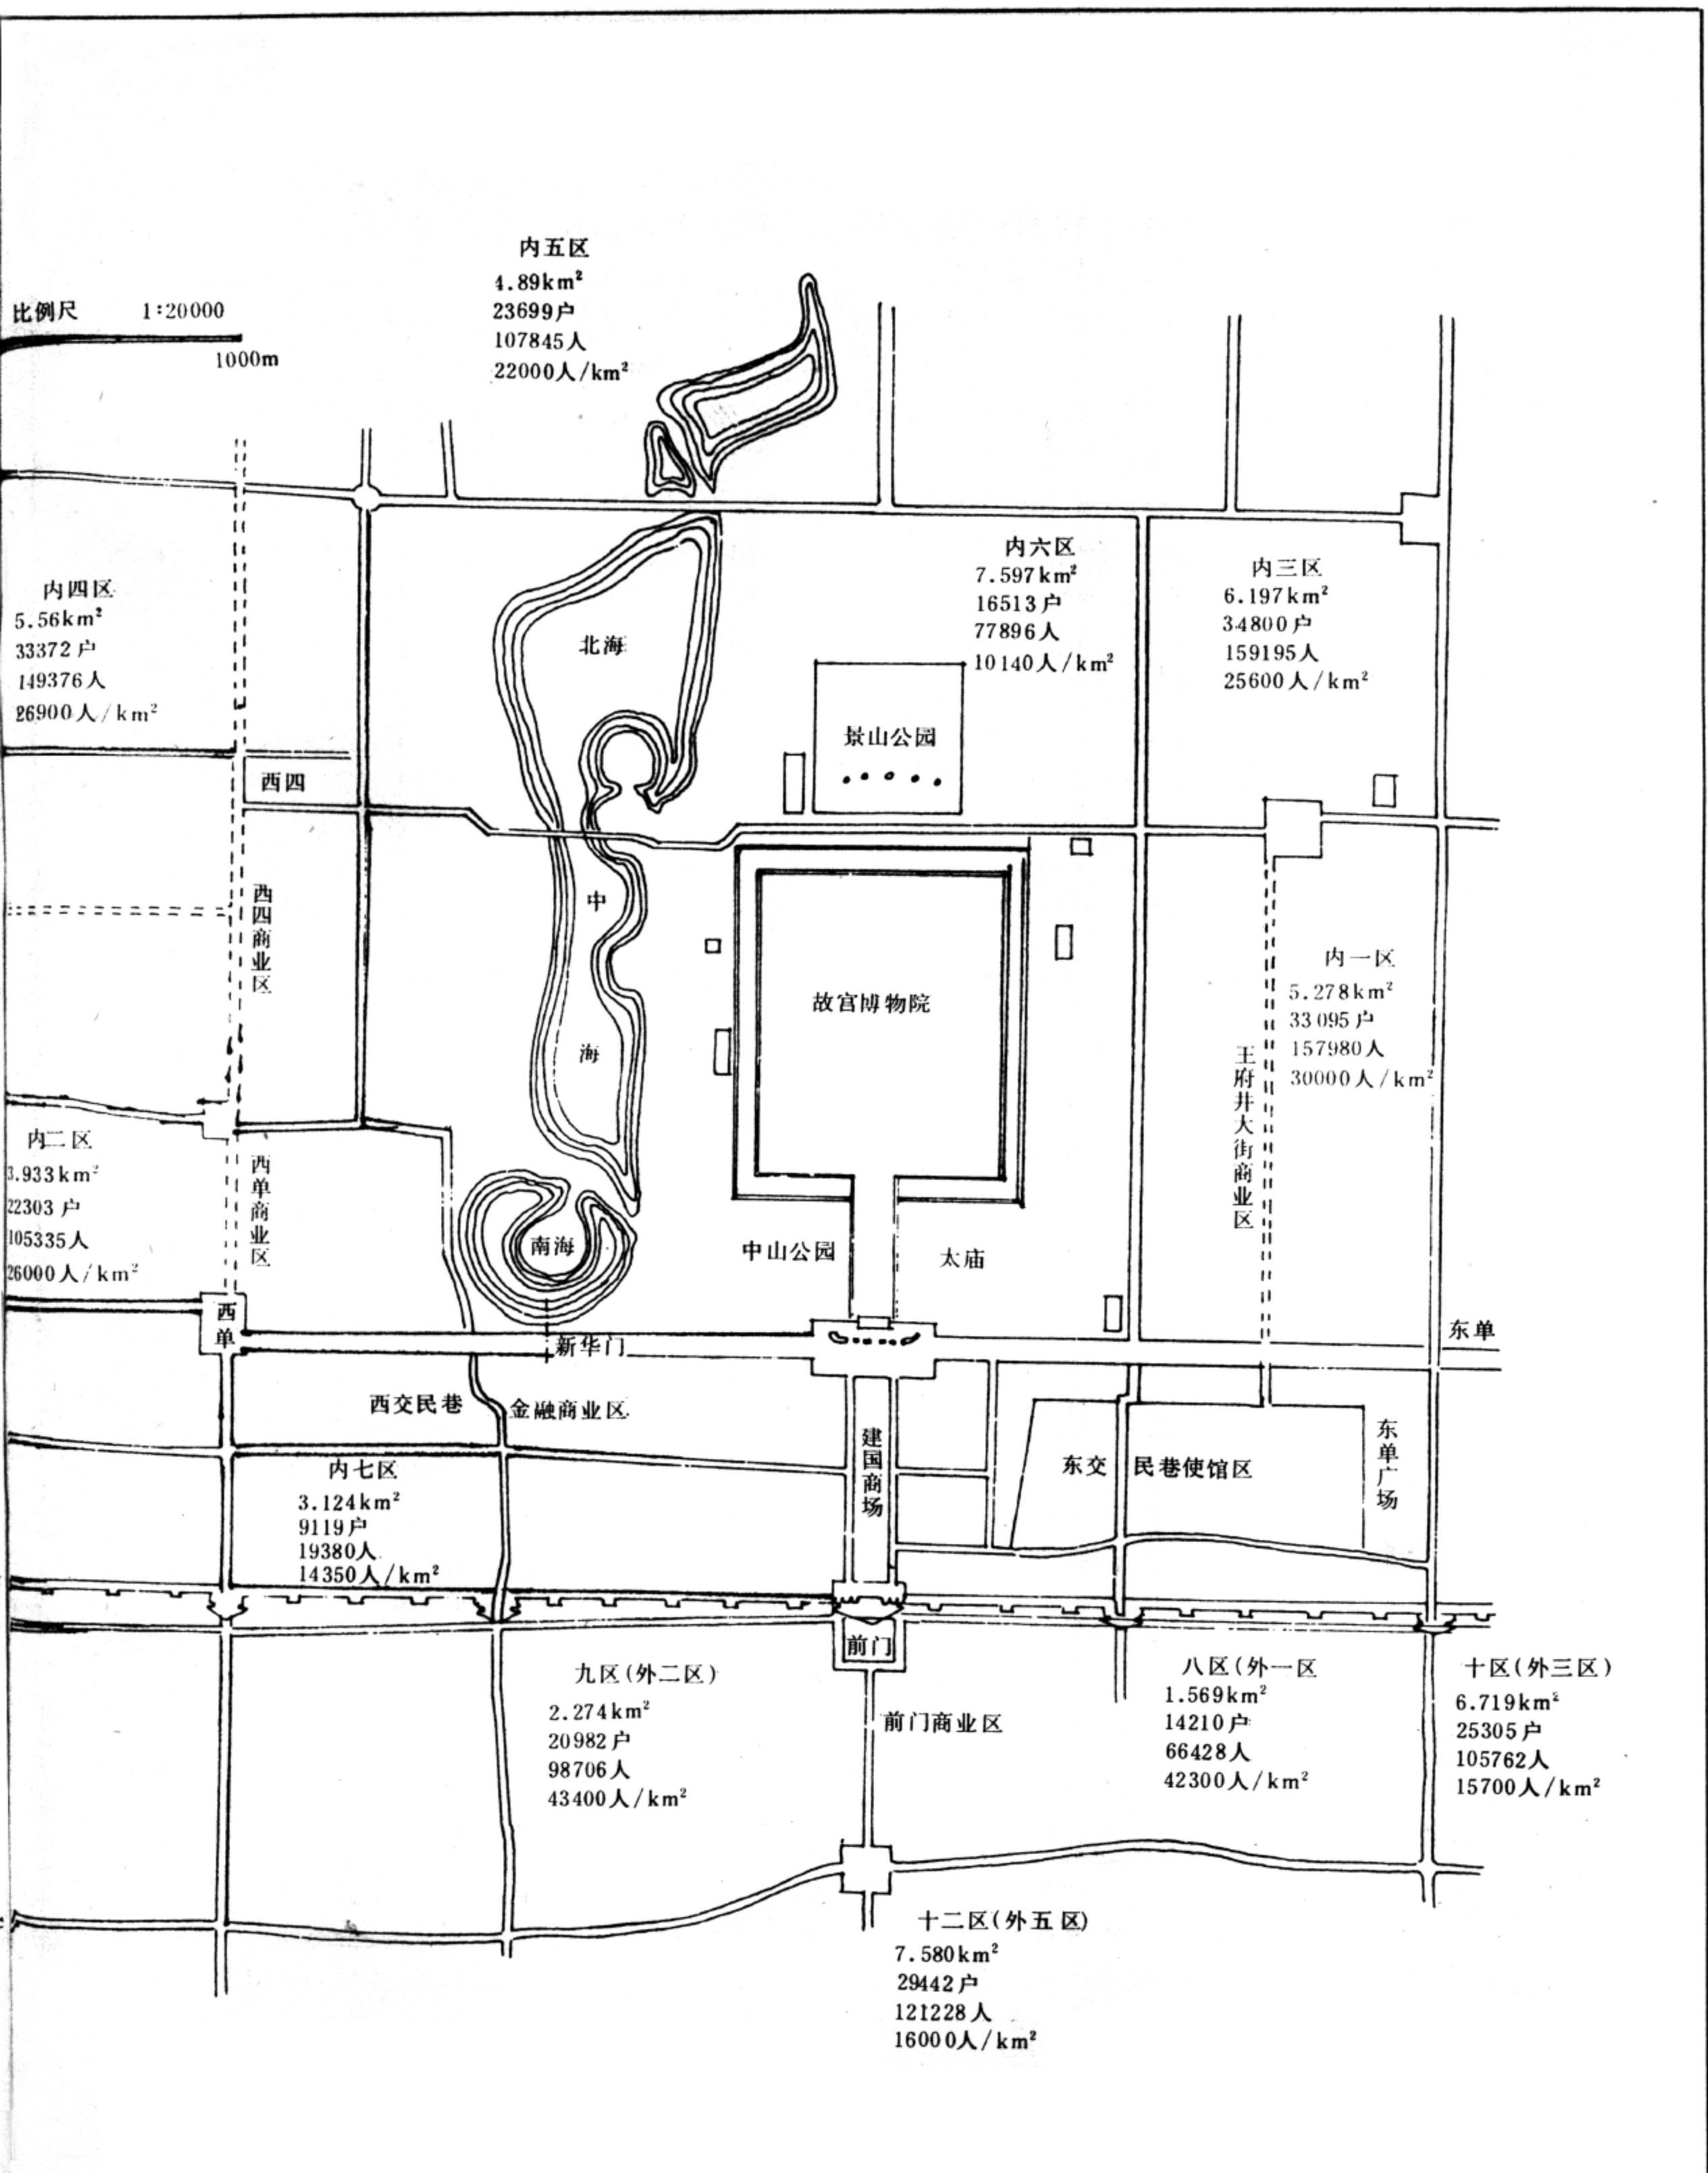 内五区
4.89km²
23699户
107845人
22000人/km²
比例尺 1:20000
1000m
内四区
5.56km²
33372户
149376人
26900人/km²
北海
内六区
7.597km²
16513户
77896人
10140人/km²
内三区
6.197km²
34800户
159195人
25600人/km²
景山公园
西四
西四商业区
中
海
故宫博物院
内一区
5.278km²
33095户
157980人
30000人/km²
王府井大街商业区
内二区
3.933km²
22303户
105335人
26000人/km²
西单商业区
南海
中山公园
太庙
西单
新华门
东单
西交民巷
金融商业区
建国商场
东交民巷使馆区
东单广场
内七区
3.124km²
9119户
19380人
14350人/km²
前门
九区(外二区)
2.274km²
20982户
98706人
43400人/km²
前门商业区
八区(外一区
1.569km²
14210户
66428人
42300人/km²
十区(外三区)
6.719km²
25305户
105762人
15700人/km²
十二区(外五区)
7.580km²
29442户
121228人
16000人/km²